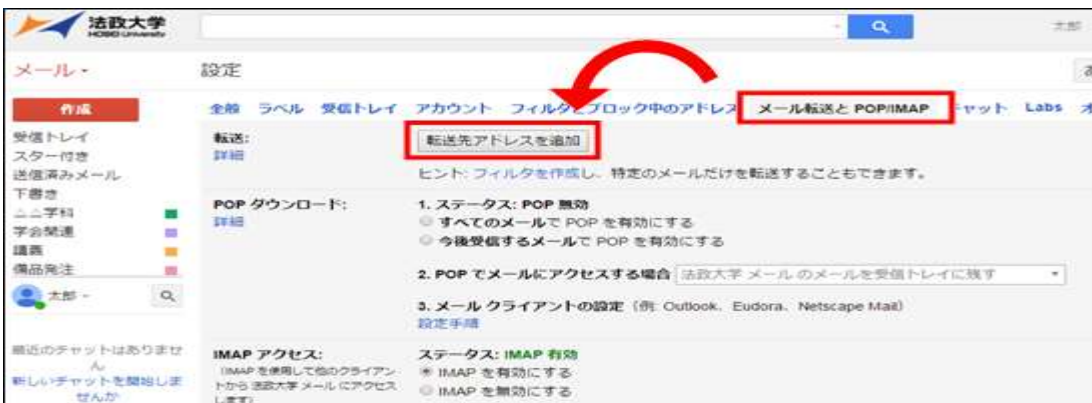 法政大学
HOSEI University
太郎
メール
設定
作成
全般 ラベル 受信トレイ アカウント フィルタとブロック中のアドレス メール転送と POP/IMAP チャット Labs
受信トレイ
スター付き
送信済みメール
下書き
△△学科
学会関連
講義
備品発注
太郎
最近のチャットはありませ
ん
新しいチャットを開始しま
せんか
転送:
詳細
転送先アドレスを追加
ヒント: フィルタを作成し、特定のメールだけを転送することもできます。
POP ダウンロード:
詳細
1. ステータス: POP 無効
すべてのメールで POP を有効にする
今後受信するメールで POP を有効にする
2. POP でメールにアクセスする場合 法政大学 メール のメールを受信トレイに残す
3. メール クライアントの設定（例: Outlook、Eudora、Netscape Mail）
設定手順
IMAP アクセス:
（IMAP を使用して他のクライアン
トから 法政大学 メール にアクセス
します）
ステータス: IMAP 有効
IMAP を有効にする
IMAP を無効にする